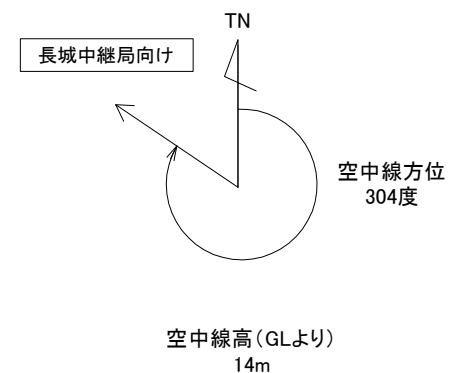 TN
長城中継局向け
空中線方位
304度
空中線高(GLより)
14m